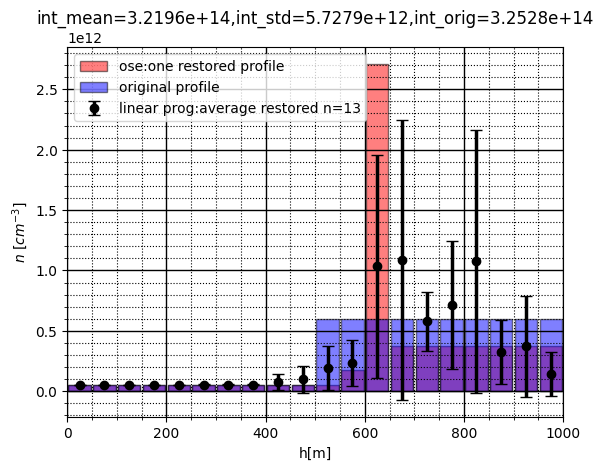 int_mean=3.2196e+14,int_std=5.7279e+12,int_orig=3.2528e+14
1e12
ose:one restored profile
original profile
linear prog:average restored n=13
2.5
2.0
1.5
1.0
0.5
0.0
n [cm⁻³]
0 200 400 600 800 1000
h[m]